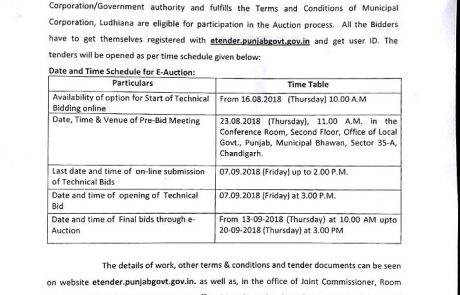 Corporation/Government authority and fulfills the Terms and Conditions of Municipal
Corporation, Ludhiana are eligible for participation in the Auction process. All the Bidders
have to get themselves registered with etender.punjabgovt.gov.in and get user ID. The
tenders will be opened as per time schedule given below:
Date and Time Schedule for E-Auction:
Particulars Time Table
Availability of option for Start of Technical From 16.08.2018 (Thursday) 10.00 A.M
Bidding online
Date, Time & Venue of Pre-Bid Meeting 23.08.2018 (Thursday), 11.00 A.M. in the
Conference Room, Second Floor, Office of Local
Govt., Punjab, Municipal Bhawan, Sector 35-A,
Chandigarh.
Last date and time of on-line submission 07.09.2018 (Friday) up to 2.00 P.M.
of Technical Bids
Date and time of opening of Technical 07.09.2018 (Friday) at 3.00 P.M.
Bid
Date and time of Final bids through e- From 13-09-2018 (Thursday) at 10.00 AM upto
Auction 20-09-2018 (Thursday) at 3.00 PM
The details of work, other terms & conditions and tender documents can be seen
on website etender.punjabgovt.gov.in. as well as, in the office of Joint Commissioner, Room